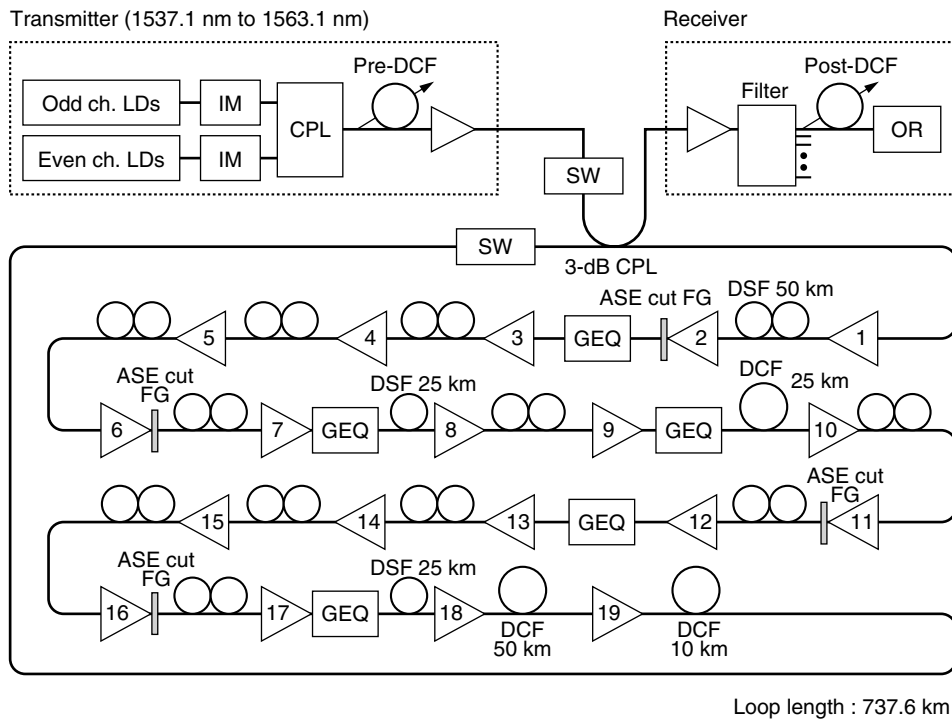 Transmitter (1537.1 nm to 1563.1 nm)
Receiver
Odd ch. LDs
IM
Even ch. LDs
IM
CPL
Pre-DCF
SW
Filter
Post-DCF
OR
SW
3-dB CPL
5
4
3
GEQ
ASE cut FG
2
DSF 50 km
1
ASE cut
FG
6
7
GEQ
DSF 25 km
8
9
GEQ
DCF
25 km
10
15
14
13
GEQ
12
ASE cut
FG
11
ASE cut
FG
16
17
GEQ
DSF 25 km
18
DCF
50 km
19
DCF
10 km
Loop length : 737.6 km